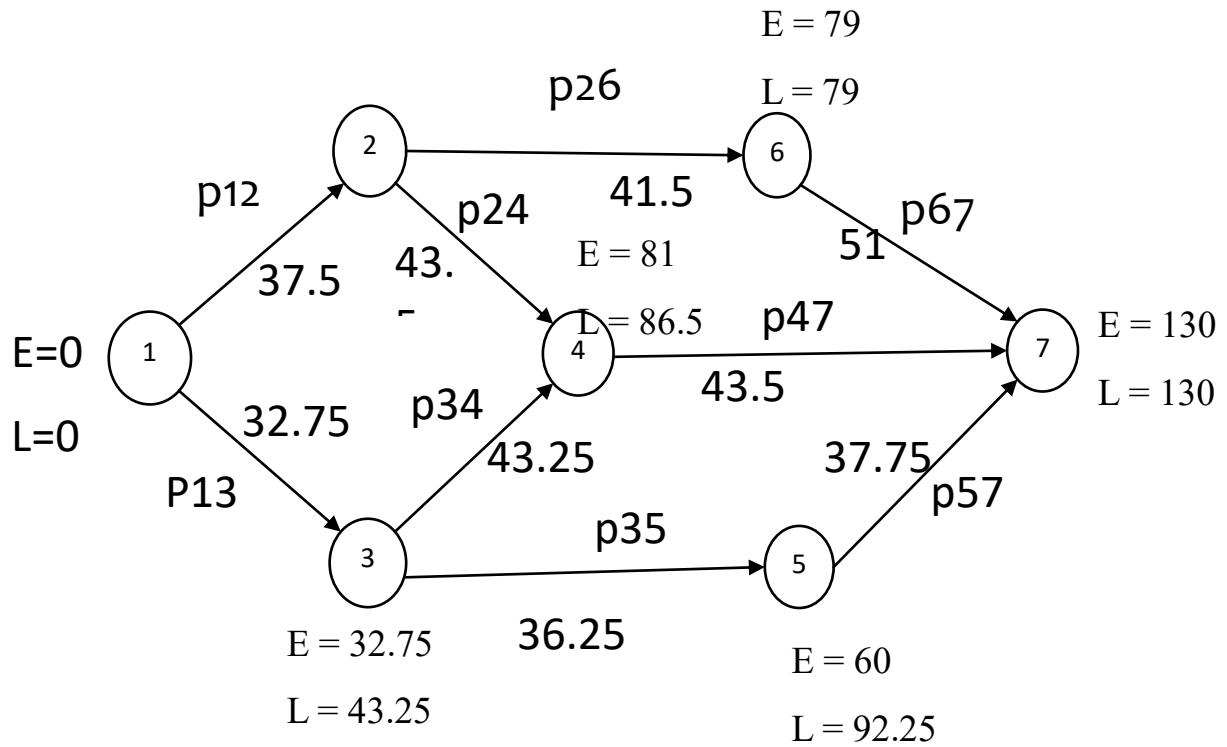 E = 79
L = 79
p26
2
6
p12
p24
41.5
p67
51
37.5
43.
E = 81
L = 86.5
p47
E=0
L=0
1
4
7
E = 130
L = 130
43.5
32.75
p34
P13
43.25
37.75
p57
p35
3
5
36.25
E = 32.75
L = 43.25
E = 60
L = 92.25